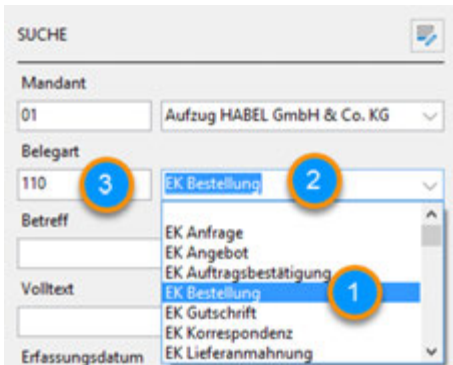 SUCHE
Mandant
01 Aufzug HABEL GmbH & Co. KG
Belegart
110 3 EK Bestellung 2
Betreff
EK Anfrage
EK Angebot
EK Auftragsbestätigung
Volltext
EK Bestellung 1
EK Gutschrift
EK Korrespondenz
Erfassungsdatum EK Lieferanmahnung